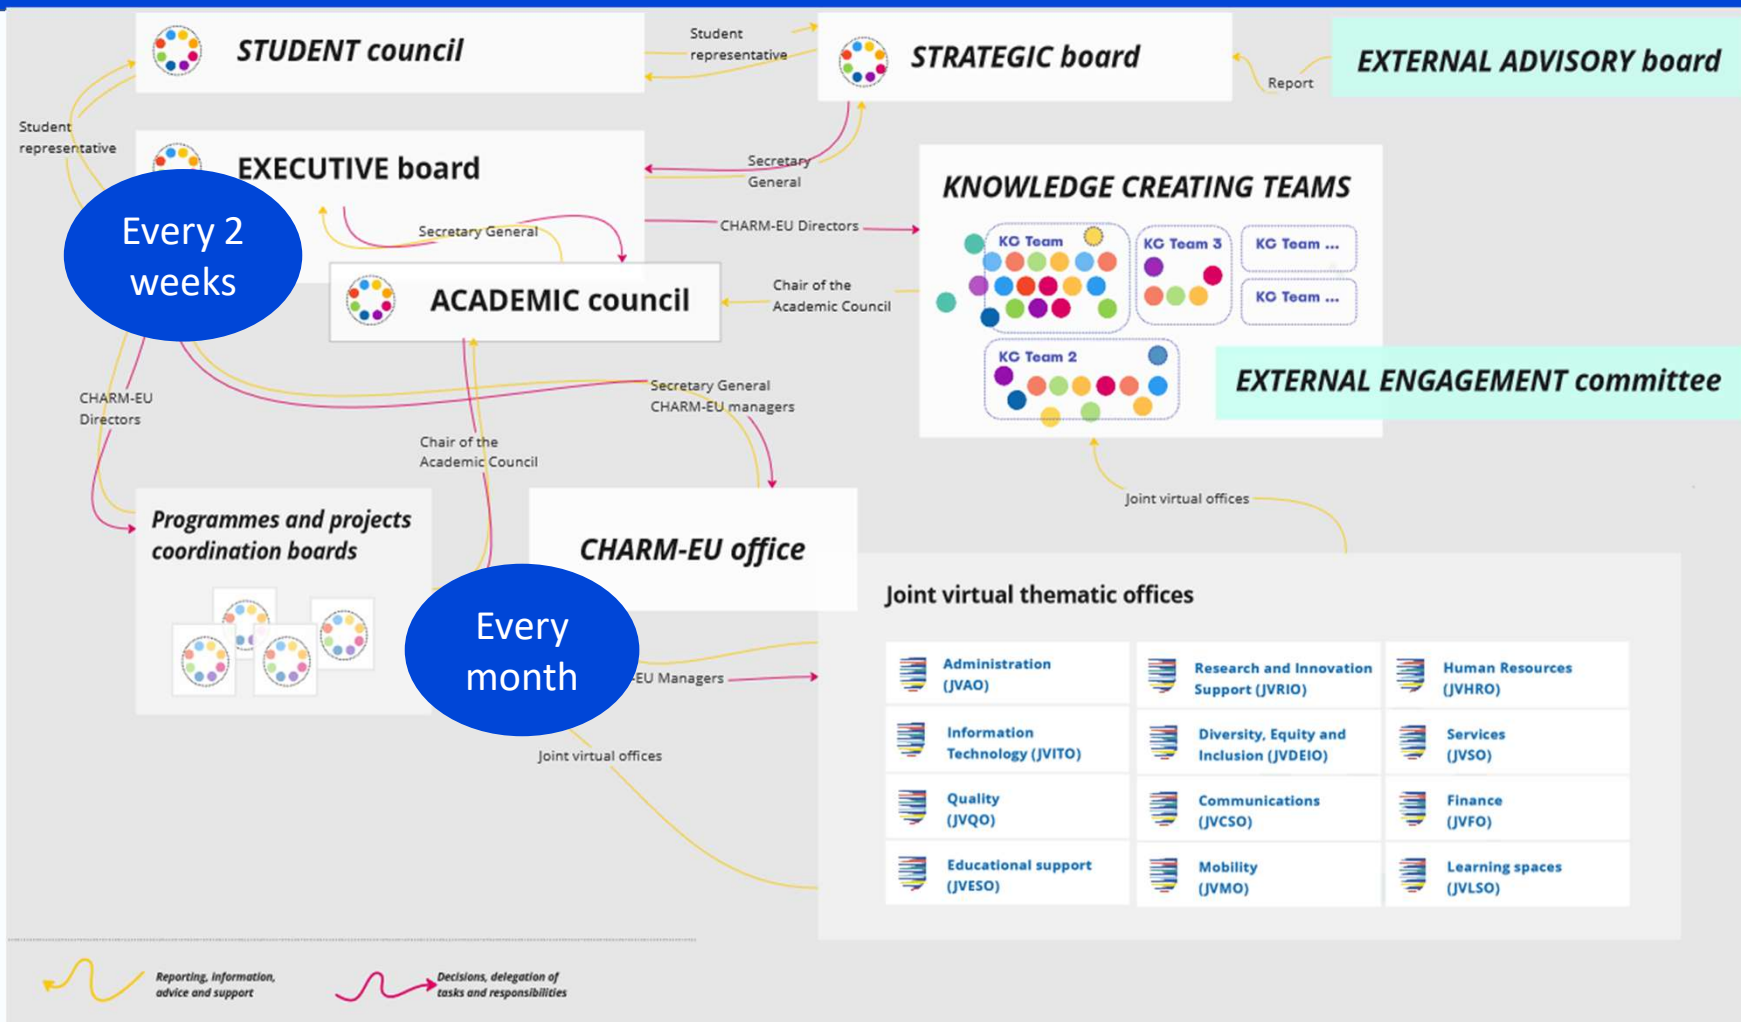 STUDENT council
Student
representative
STRATEGIC board
Report
EXTERNAL ADVISORY board
Student
representative
EXECUTIVE board
Secretary
General
Every 2
weeks
Secretary General
CHARM-EU Directors
ACADEMIC council
Chair of the
Academic Council
KNOWLEDGE CREATING TEAMS
KC Team
KC Team 3
KC Team ...
KC Team ...
KC Team 2
EXTERNAL ENGAGEMENT committee
CHARM-EU
Directors
Secretary General
CHARM-EU managers
Chair of the
Academic Council
Joint virtual offices
Programmes and projects
coordination boards
CHARM-EU office
Every
month
-EU Managers
Joint virtual offices
Joint virtual thematic offices
Administration
(JVAO)
Research and Innovation
Support (JVRIO)
Human Resources
(JVHRO)
Information
Technology (JVITO)
Diversity, Equity and
Inclusion (JVDEIO)
Services
(JVSO)
Quality
(JVQO)
Communications
(JVCSO)
Finance
(JVFO)
Educational support
(JVESO)
Mobility
(JVMO)
Learning spaces
(JVLSO)
Reporting, information,
advice and support
Decisions, delegation of
tasks and responsibilities